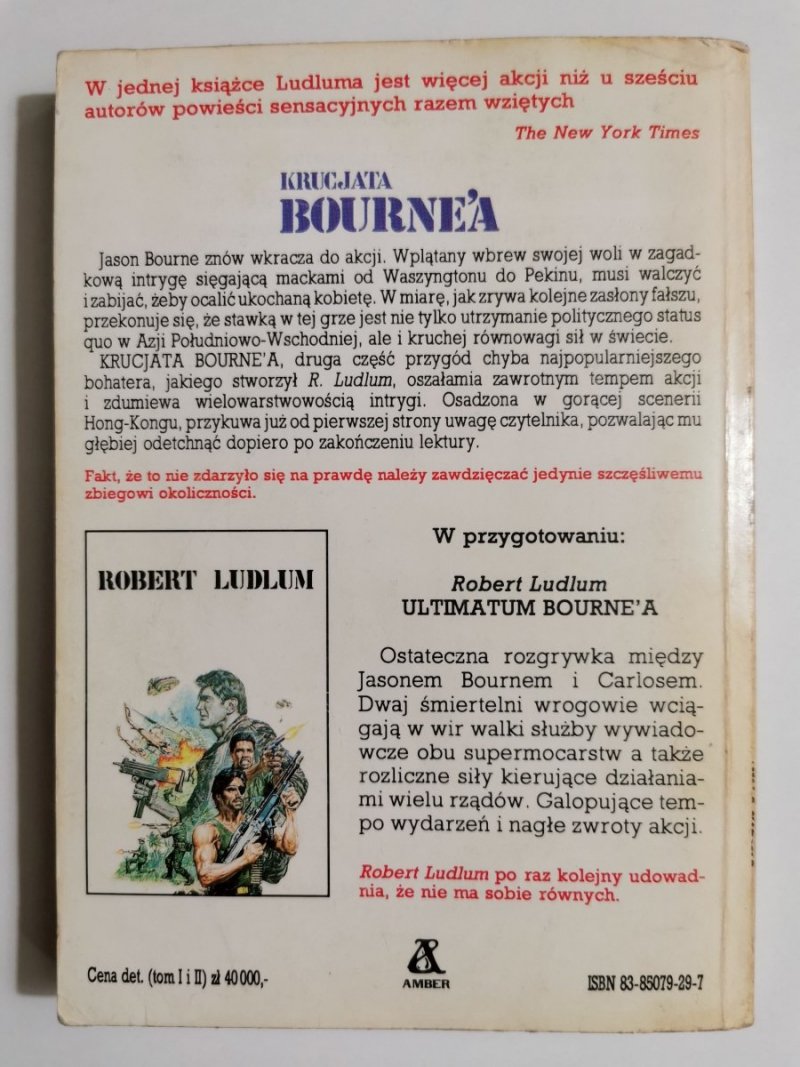 W jednej książce Ludluma jest więcej akcji niż u sześciu
autorów powieści sensacyjnych razem wziętych
The New York Times
KRUCJATA
BOURNE'A
Jason Bourne znów wkracza do akcji. Wplątany wbrew swojej woli w zagad-
kową intrygę sięgającą mackami od Waszyngtonu do Pekinu, musi walczyć
i zabijać, żeby ocalić ukochaną kobietę. W miarę, jak zrywa kolejne zasłony fałszu,
przekonuje się, że stawką w tej grze jest nie tylko utrzymanie politycznego status
quo w Azji Południowo-Wschodniej, ale i kruchej równowagi sił w świecie.
KRUCJATA BOURNE'A, druga część przygód chyba najpopularniejszego
bohatera, jakiego stworzył R. Ludlum, oszałamia zawrotnym tempem akcji
i zdumiewa wielowarstwowością intrygi. Osadzona w gorącej scenerii
Hong-Kongu, przykuwa już od pierwszej strony uwagę czytelnika, pozwalając mu
głębiej odetchnąć dopiero po zakończeniu lektury.
Fakt, że to nie zdarzyło się na prawdę należy zawdzięczać jedynie szczęśliwemu
zbiegowi okoliczności.
ROBERT LUDLUM
W przygotowaniu:
Robert Ludlum
ULTIMATUM BOURNE'A
Ostateczna rozgrywka między
Jasonem Bournem i Carlosem.
Dwaj śmiertelni wrogowie wcią-
gają w wir walki służby wywiado-
wcze obu supermocarstw a także
rozliczne siły kierujące działania-
mi wielu rządów. Galopujące tem-
po wydarzeń i nagłe zwroty akcji.
Robert Ludlum po raz kolejny udowad-
nia, że nie ma sobie równych.
Cena det. (tom I i II) zł 40 000,-
AMBER
ISBN 83-85079-29-7